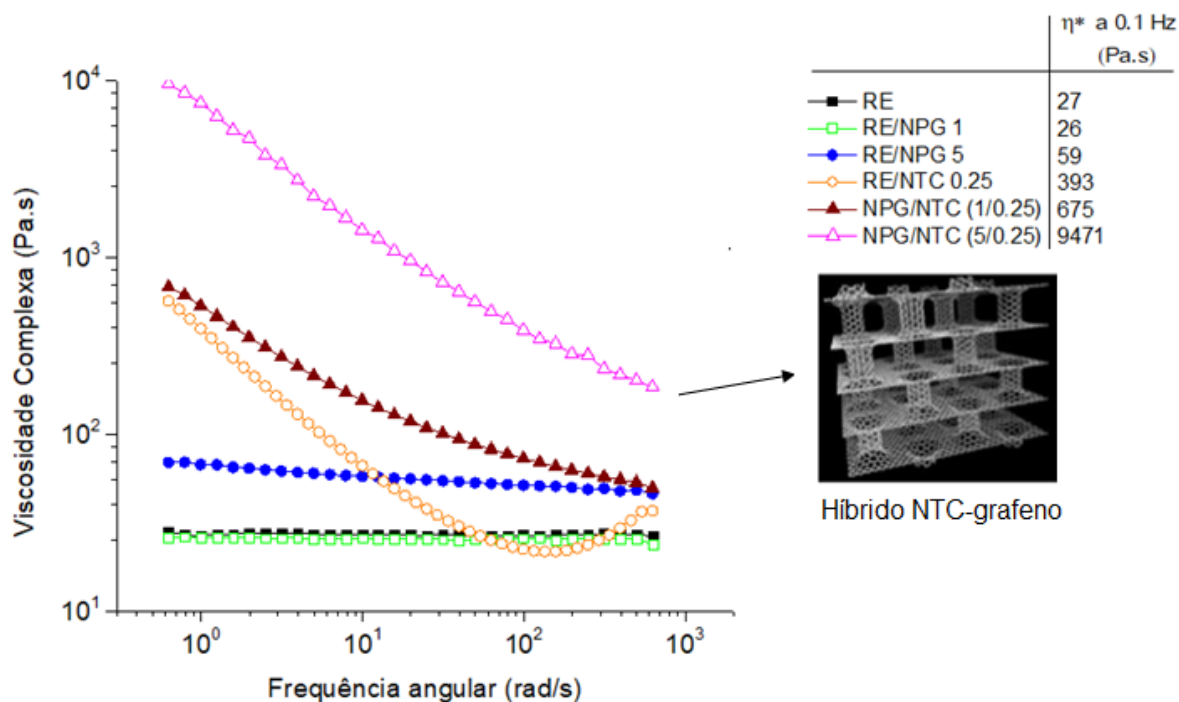 η* a 0.1 Hz
(Pa.s)
RE 27
RE/NPG 1 26
RE/NPG 5 59
RE/NTC 0.25 393
NPG/NTC (1/0.25) 675
NPG/NTC (5/0.25) 9471
Viscosidade Complexa (Pa.s)
10⁴
10³
10²
10¹
10⁰ 10¹ 10² 10³
Frequência angular (rad/s)
Híbrido NTC-grafeno